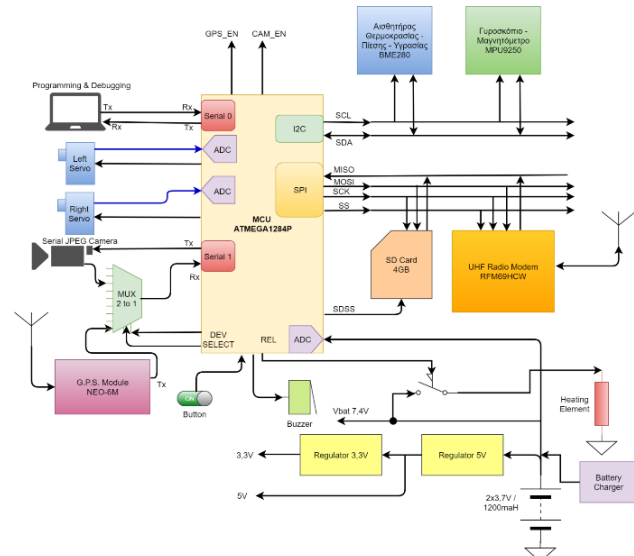 GPS_EN
CAM_EN
Αισθητήρας
Θερμοκρασίας -
Πίεσης - Υγρασίας
BME280
Γυροσκόπιο -
Μαγνητόμετρο
MPU9250
Programming & Debugging
Tx
Rx
Rx
Tx
Serial 0
I2C
SCL
SDA
ADC
Left
Servo
ADC
Right
Servo
SPI
MISO
MOSI
SCK
SS
MCU
ATMEGA1284P
Serial JPEG Camera
Tx
Serial 1
Rx
MUX
2 to 1
SD Card
4GB
UHF Radio Modem
RFM69HCW
SDSS
DEV
SELECT
REL
ADC
G.P.S. Module
NEO-6M
Tx
ON
Button
Buzzer
Vbat 7,4V
Heating
Element
3,3V
Regulator 3,3V
Regulator 5V
5V
2x3,7V /
1200maH
Battery
Charger